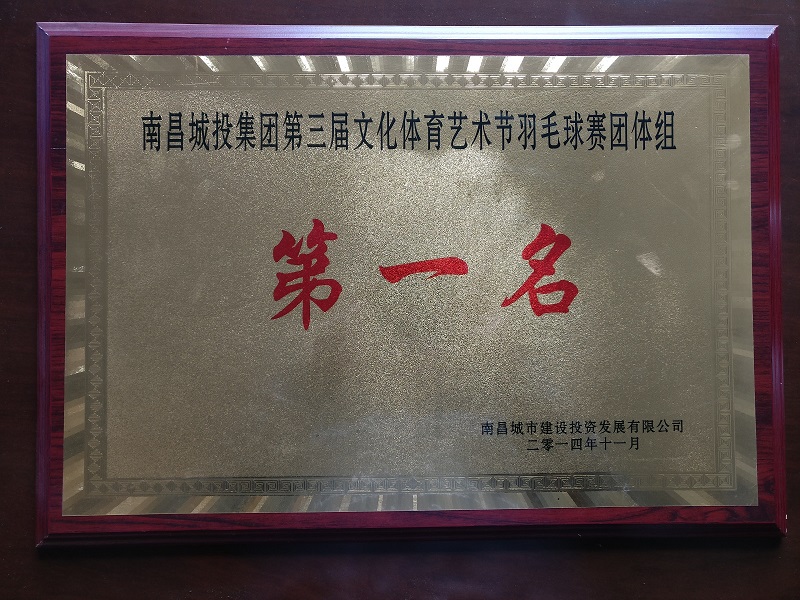 南昌城投集团第三届文化体育艺术节羽毛球赛团体组
第一名
南昌城市建设投资发展有限公司
二零一四年十一月